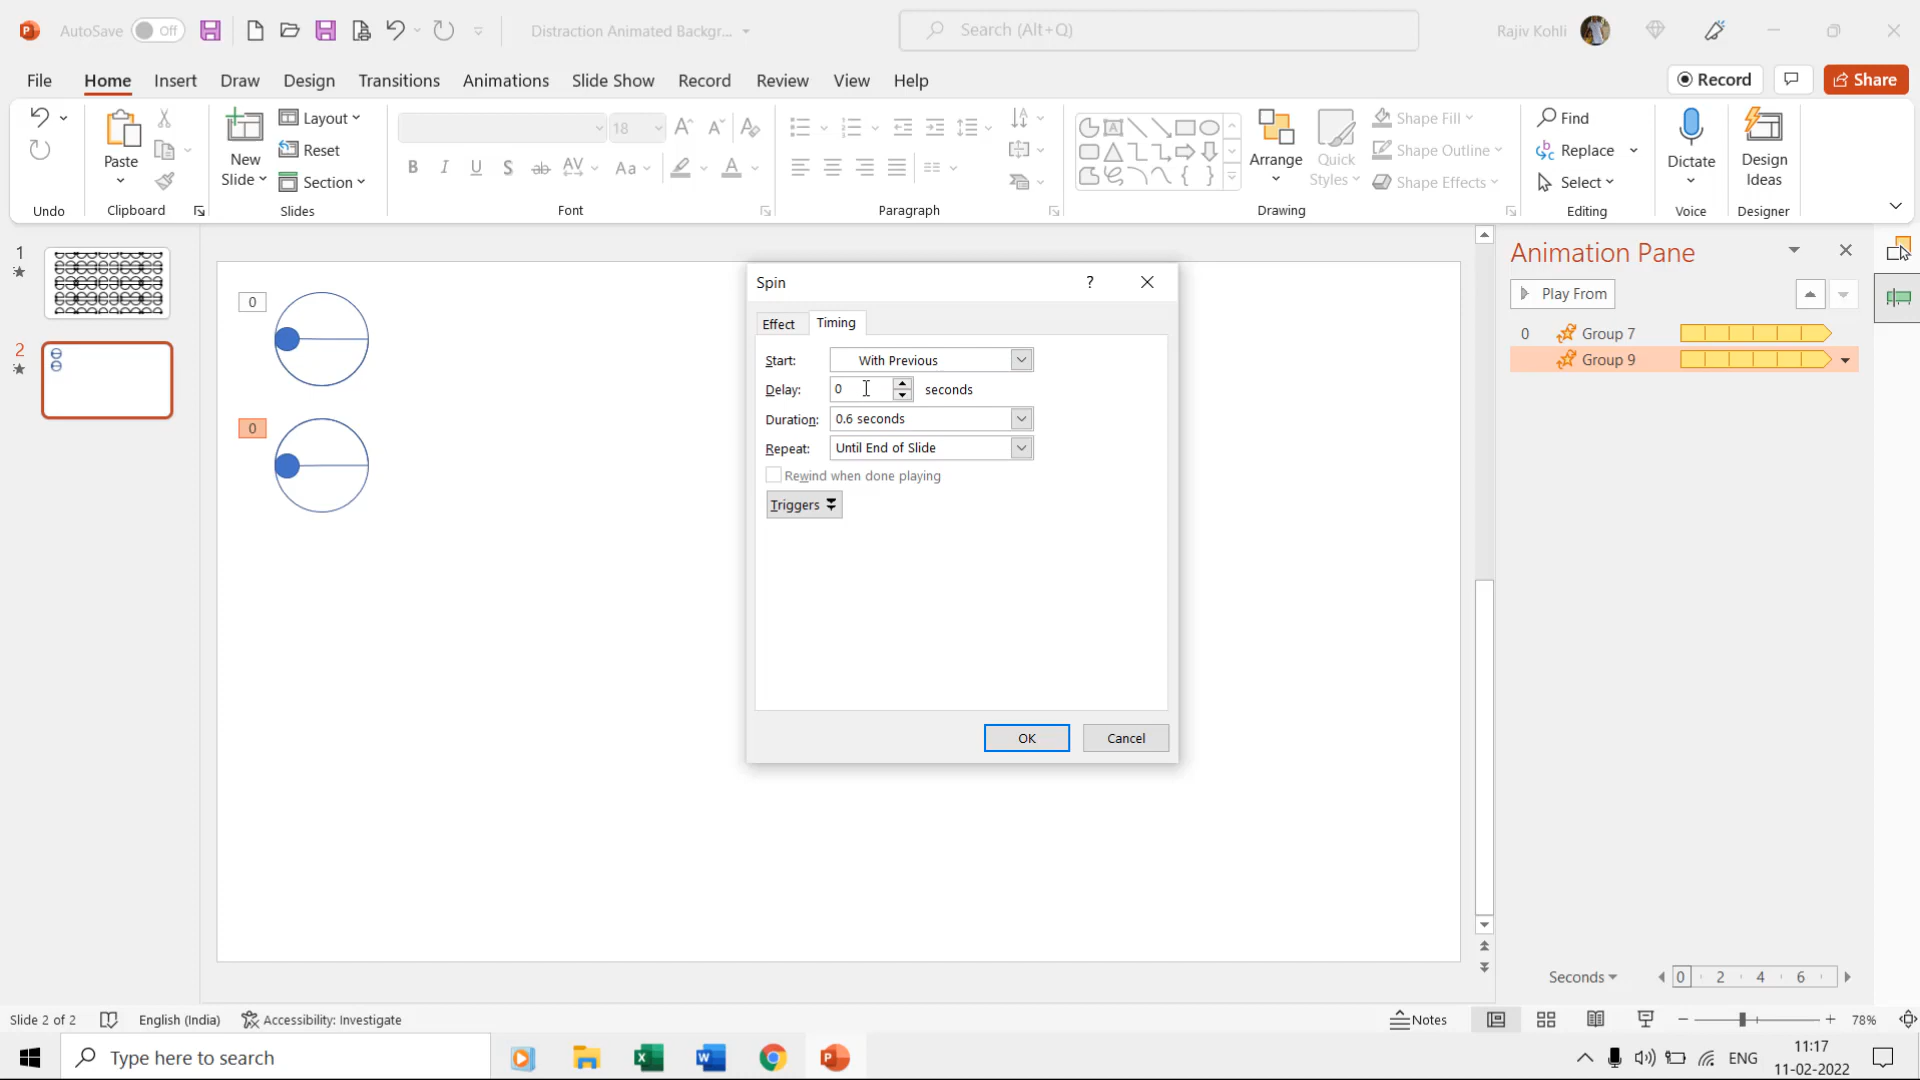 AutoSave Off
Distraction Animated Backgr...
Search (Alt+Q)
Rajiv Kohli
File Home Insert Draw Design Transitions Animations Slide Show Record Review View Help
Record
Share
Undo
Paste
Clipboard
New Slide
Layout
Reset
Section
Slides
18
B I U S ab AV Aa A
Font
Paragraph
Arrange
Quick Styles
Shape Fill
Shape Outline
Shape Effects
Drawing
Find
Replace
Select
Editing
Dictate
Voice
Design Ideas
Designer
1
2
0
0
Spin
?
Effect Timing
Start: With Previous
Delay: 0 seconds
Duration: 0.6 seconds
Repeat: Until End of Slide
Rewind when done playing
Triggers
OK Cancel
Animation Pane
Play From
0 Group 7
Group 9
Seconds 0 2 4 6
Slide 2 of 2
English (India)
Accessibility: Investigate
Notes
78%
Type here to search
ENG
11:17
11-02-2022